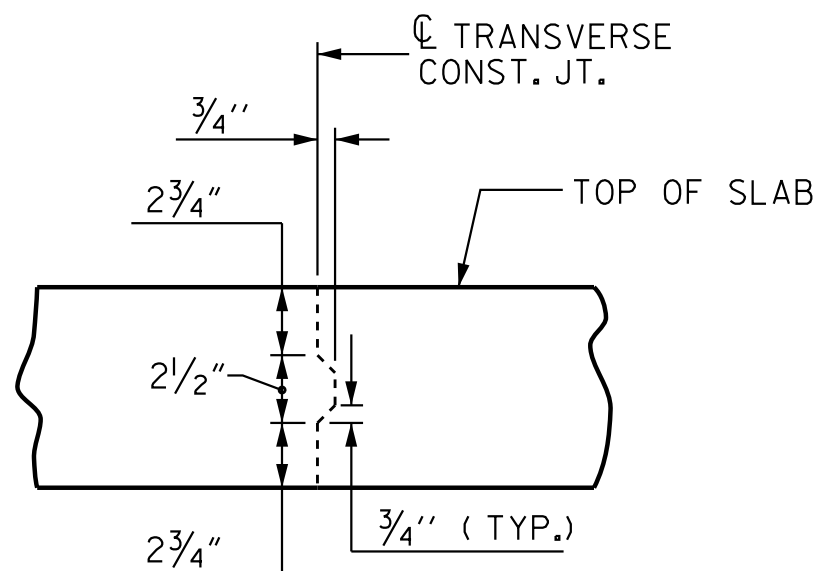 ℄ TRANSVERSE
CONST. JT.
3/4"
2 3/4"
TOP OF SLAB
2 1/2"
3/4" (TYP.)
2 3/4"